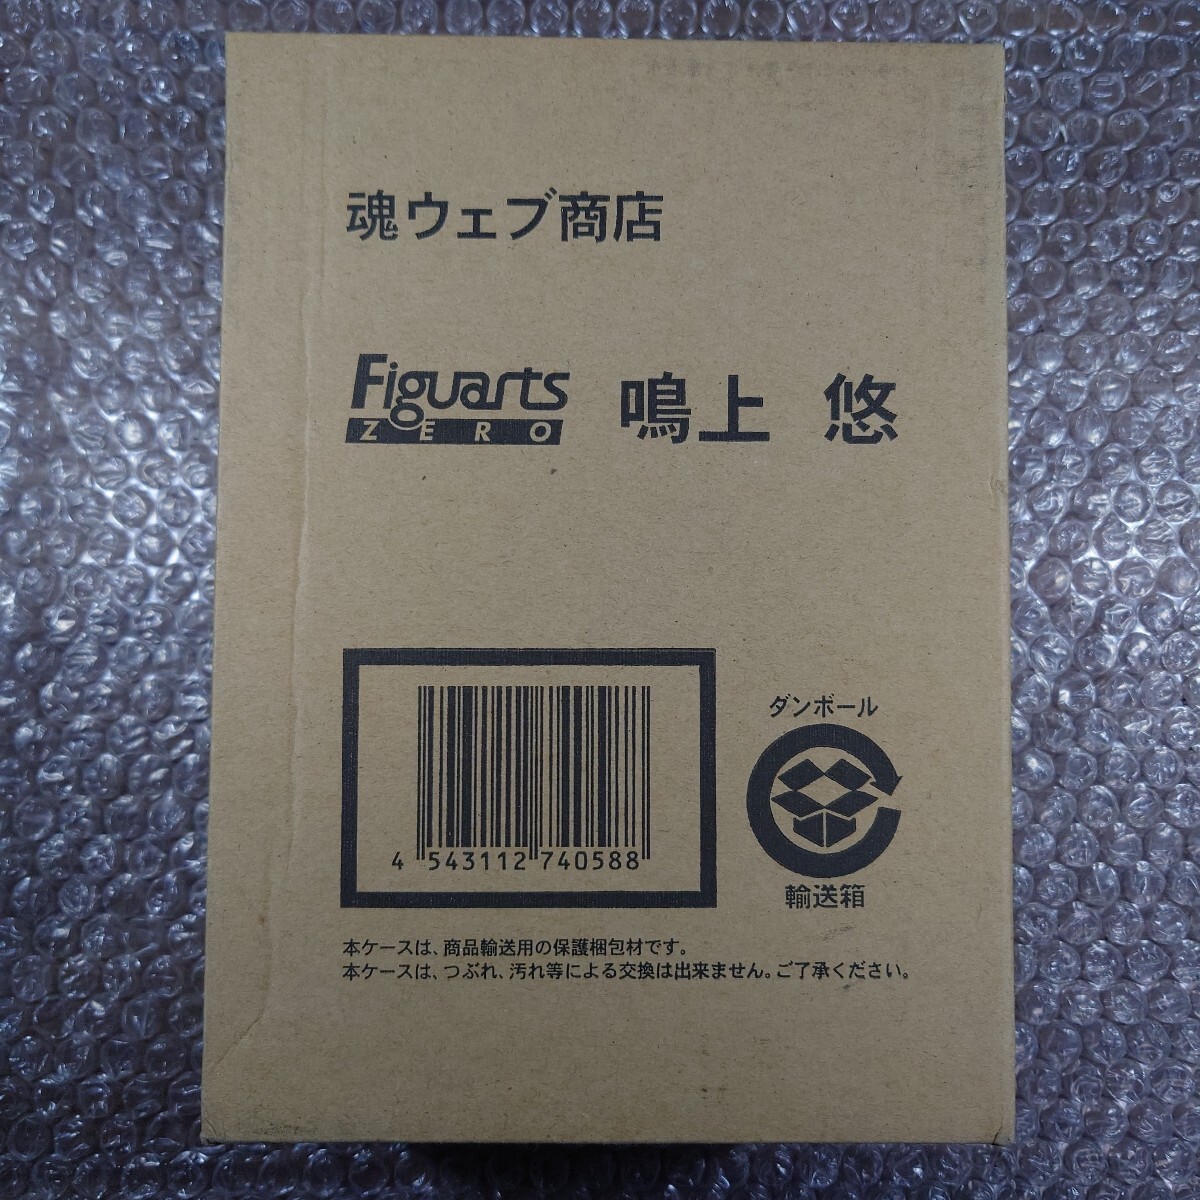 魂ウェブ商店
Figuarts ZERO 鳴上 悠
4 543112 740588
ダンボール
輸送箱
本ケースは、商品輸送用の保護梱包材です。
本ケースは、つぶれ、汚れ等による交換は出来ません。ご了承ください。